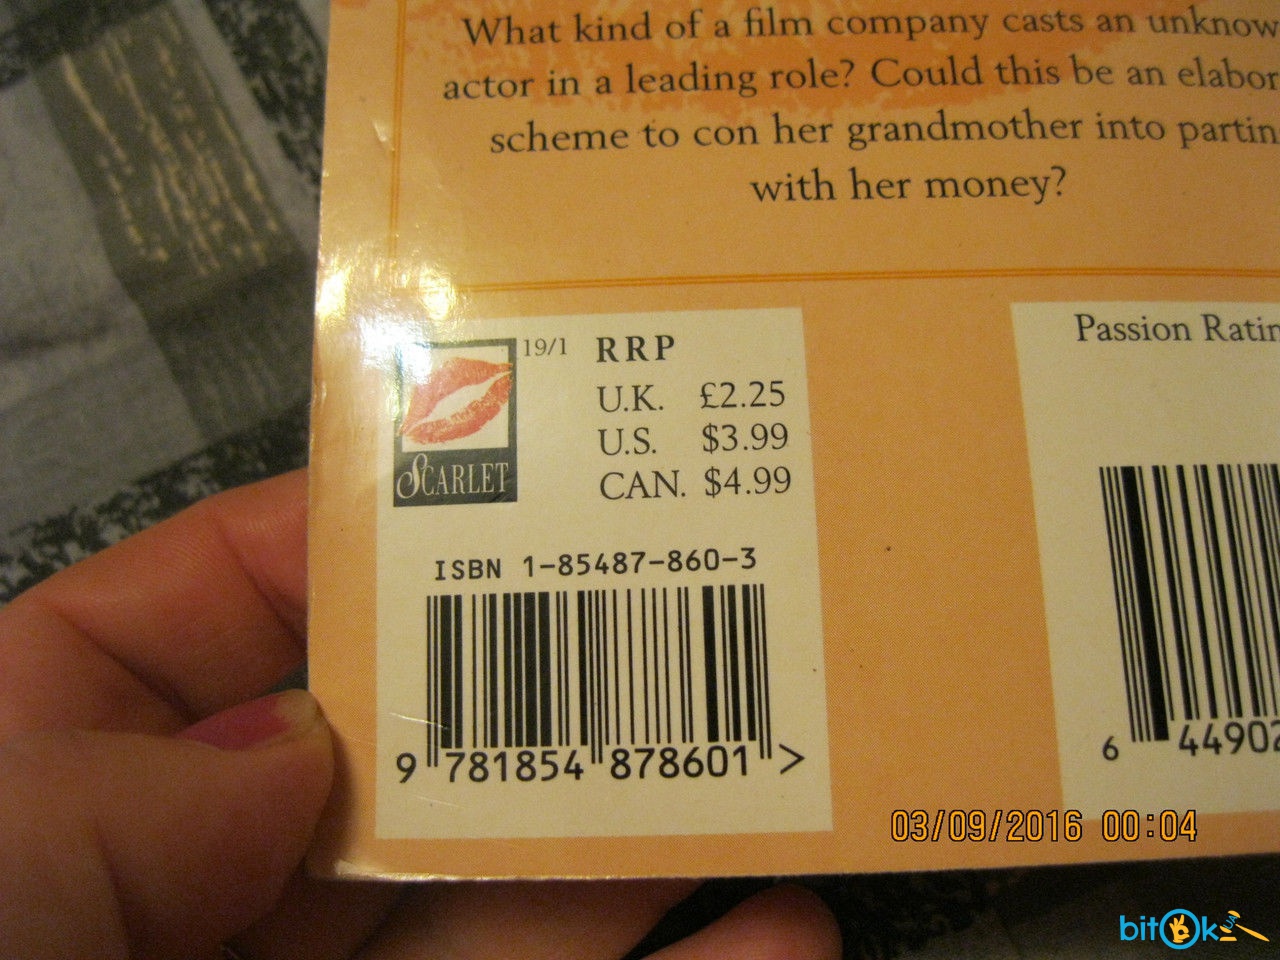 What kind of a film company casts an unknow
actor in a leading role? Could this be an elabor
scheme to con her grandmother into partin
with her money?
19/1 RRP
U.K. £2.25
U.S. $3.99
CAN. $4.99
SCARLET
ISBN 1-85487-860-3
9 781854 878601 >
Passion Ratin
6 44902
03/09/2016 00:04
bitOk.UA